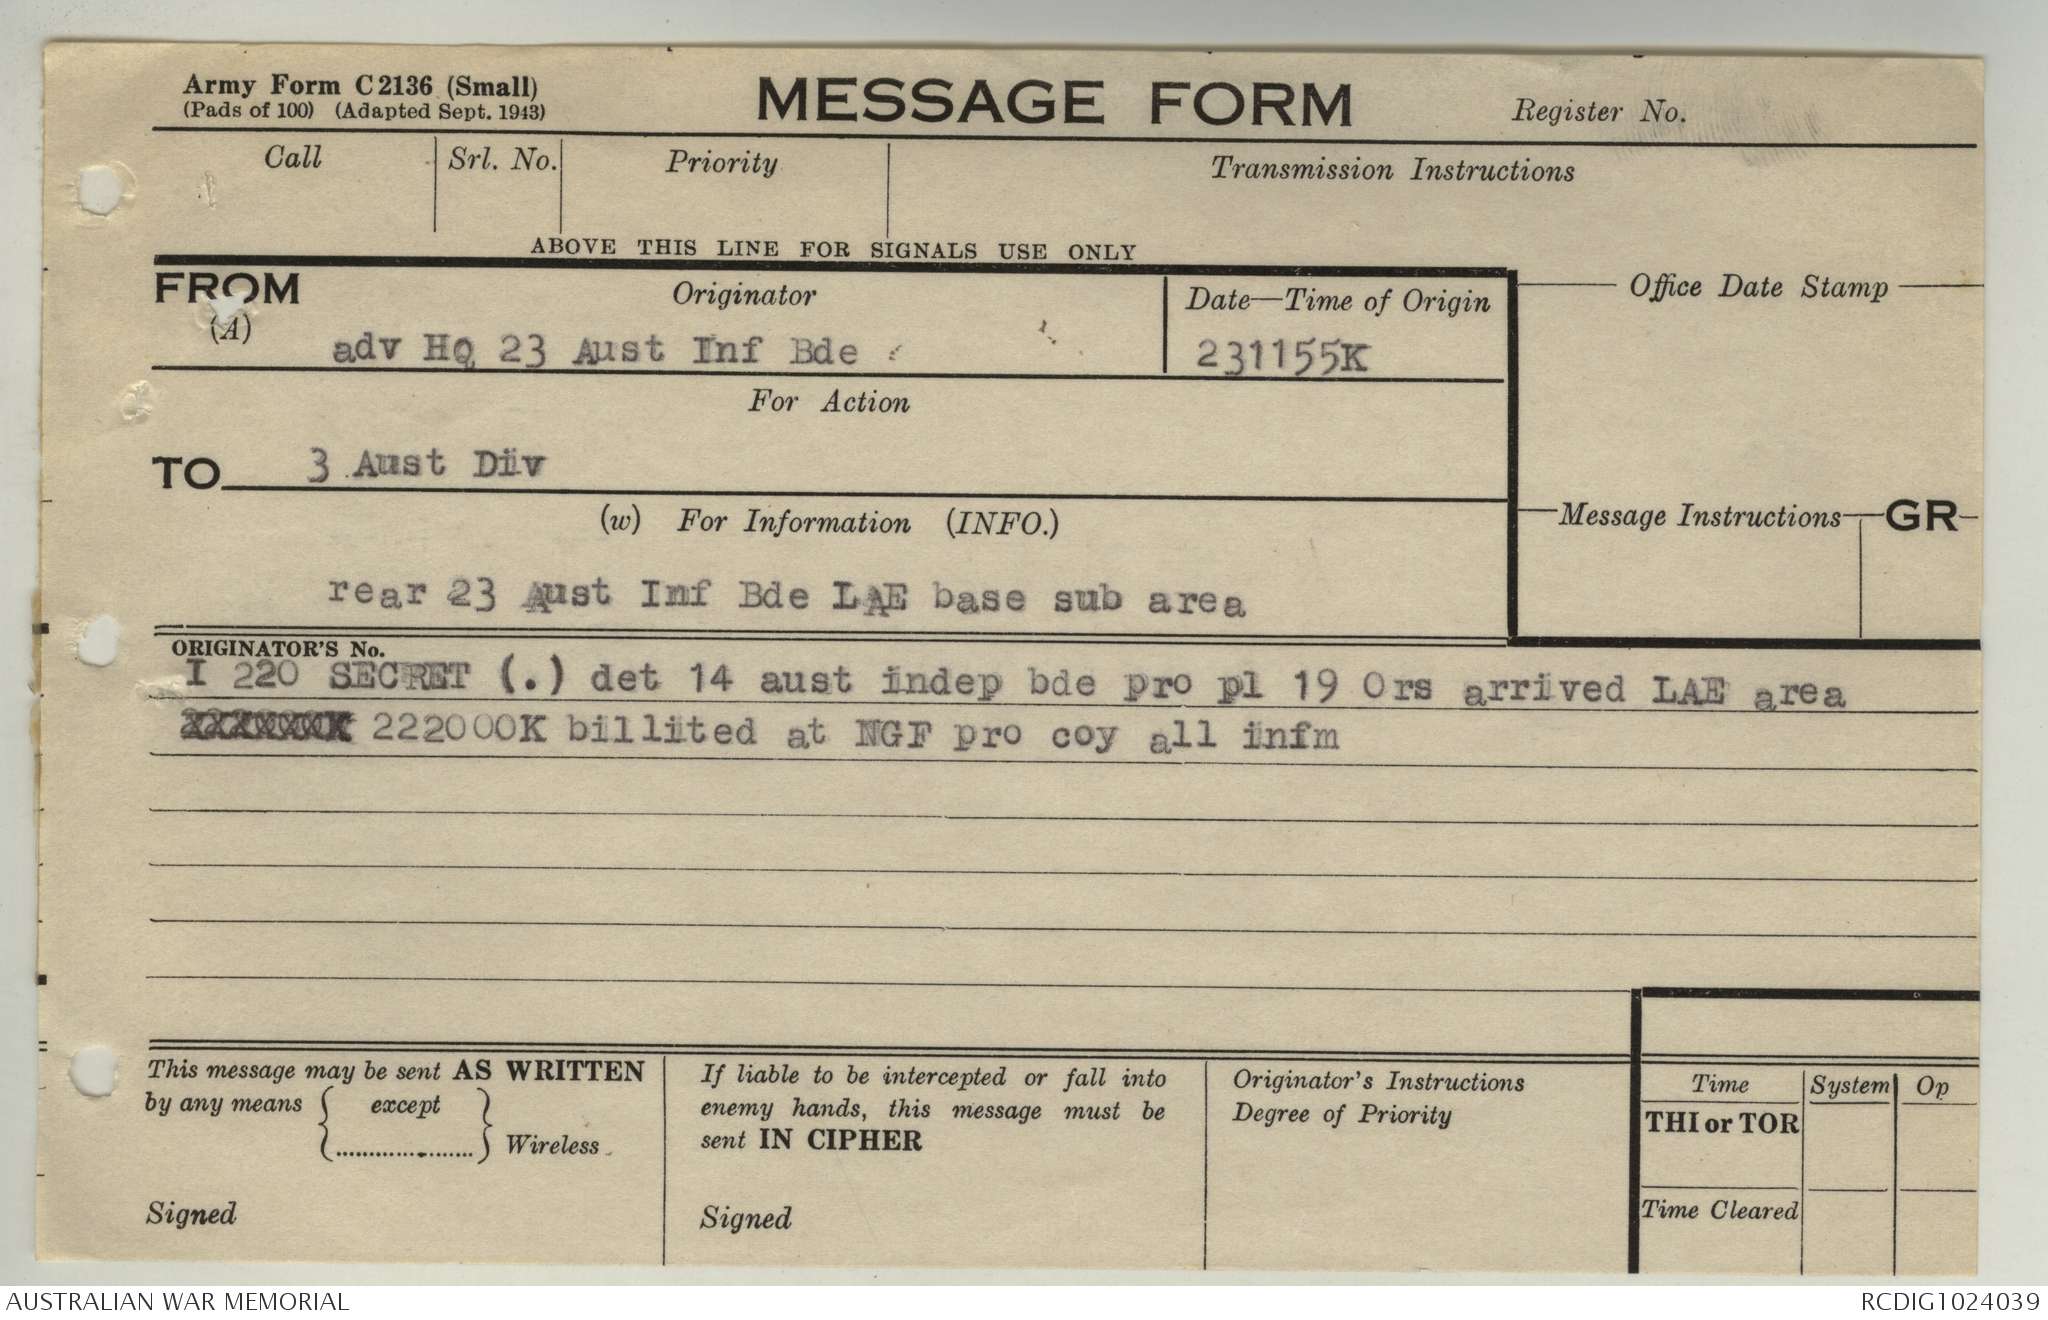 Army Form C2136 (Small)
(Pads of 100) (Adapted Sept. 1943)
MESSAGE FORM
Register No.
Call
Srl. No.
Priority
Transmission Instructions
ABOVE THIS LINE FOR SIGNALS USE ONLY
FROM
(A)
Originator
adv HQ 23 Aust Inf Bde
Date—Time of Origin
231155K
Office Date Stamp
For Action
TO 3 Aust Div
(w) For Information (INFO.)
Message Instructions GR
rear 23 Aust Inf Bde LAE base sub area
ORIGINATOR'S No.
I 220 SECRET (.) det 14 aust indep bde pro pl 19 Ors arrived LAE area
222000K billited at NGF pro coy all infm
This message may be sent AS WRITTEN
by any means { except
....................... } Wireless
Signed
If liable to be intercepted or fall into
enemy hands, this message must be
sent IN CIPHER
Signed
Originator's Instructions
Degree of Priority
Time System Op
THI or TOR
Time Cleared
AUSTRALIAN WAR MEMORIAL
RCDIG1024039